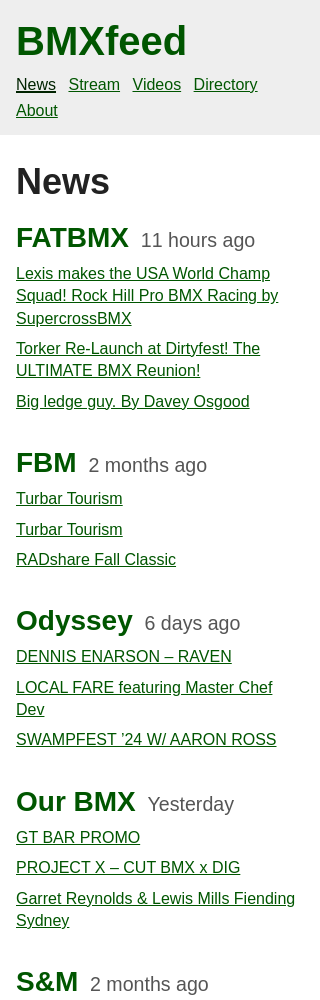 BMXfeed
News Stream Videos Directory
About
News
FATBMX 11 hours ago
Lexis makes the USA World Champ
Squad! Rock Hill Pro BMX Racing by
SupercrossBMX
Torker Re-Launch at Dirtyfest! The
ULTIMATE BMX Reunion!
Big ledge guy. By Davey Osgood
FBM 2 months ago
Turbar Tourism
Turbar Tourism
RADshare Fall Classic
Odyssey 6 days ago
DENNIS ENARSON – RAVEN
LOCAL FARE featuring Master Chef
Dev
SWAMPFEST ’24 W/ AARON ROSS
Our BMX Yesterday
GT BAR PROMO
PROJECT X – CUT BMX x DIG
Garret Reynolds & Lewis Mills Fiending
Sydney
S&M 2 months ago